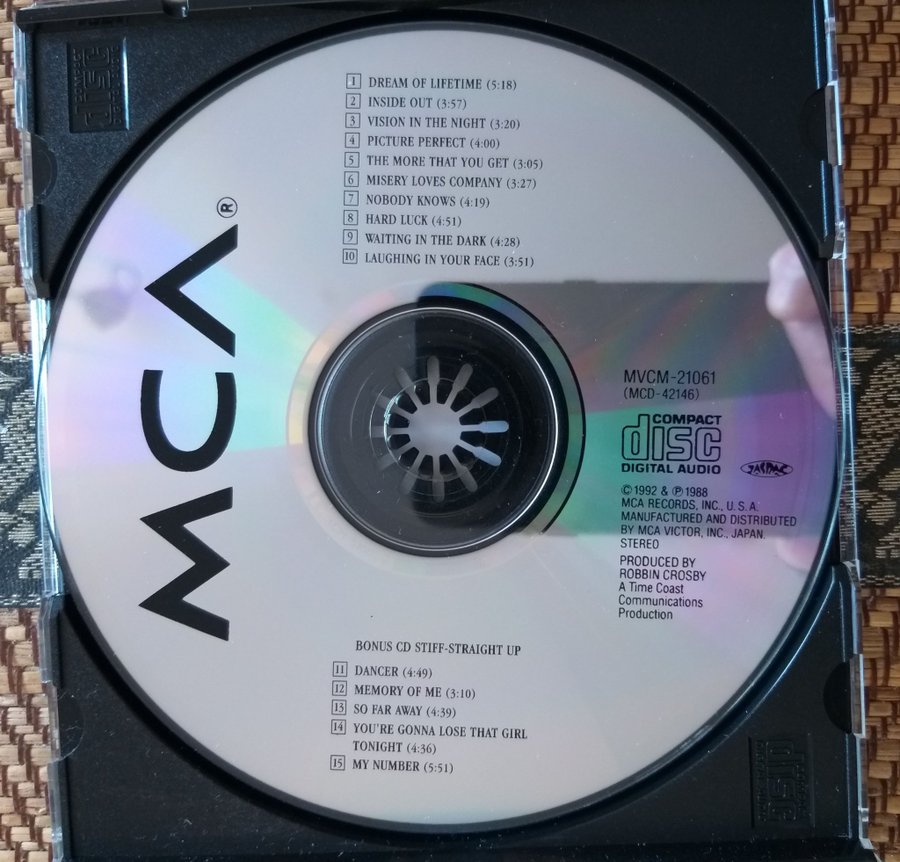 1 DREAM OF LIFETIME (5:18)
2 INSIDE OUT (3:57)
3 VISION IN THE NIGHT (3:20)
4 PICTURE PERFECT (4:00)
5 THE MORE THAT YOU GET (3:05)
6 MISERY LOVES COMPANY (3:27)
7 NOBODY KNOWS (4:19)
8 HARD LUCK (4:51)
9 WAITING IN THE DARK (4:28)
10 LAUGHING IN YOUR FACE (3:51)
MCA®
MVCM-21061
(MCD-42146)
COMPACT
disc
DIGITAL AUDIO
JASRAC
© 1992 & ℗ 1988
MCA RECORDS, INC., U. S. A.
MANUFACTURED AND DISTRIBUTED
BY MCA VICTOR, INC., JAPAN.
STEREO
PRODUCED BY
ROBBIN CROSBY
A Time Coast
Communications
Production
BONUS CD STIFF-STRAIGHT UP
11 DANCER (4:49)
12 MEMORY OF ME (3:10)
13 SO FAR AWAY (4:39)
14 YOU'RE GONNA LOSE THAT GIRL
TONIGHT (4:36)
15 MY NUMBER (5:51)
COMPACT
disc
disc